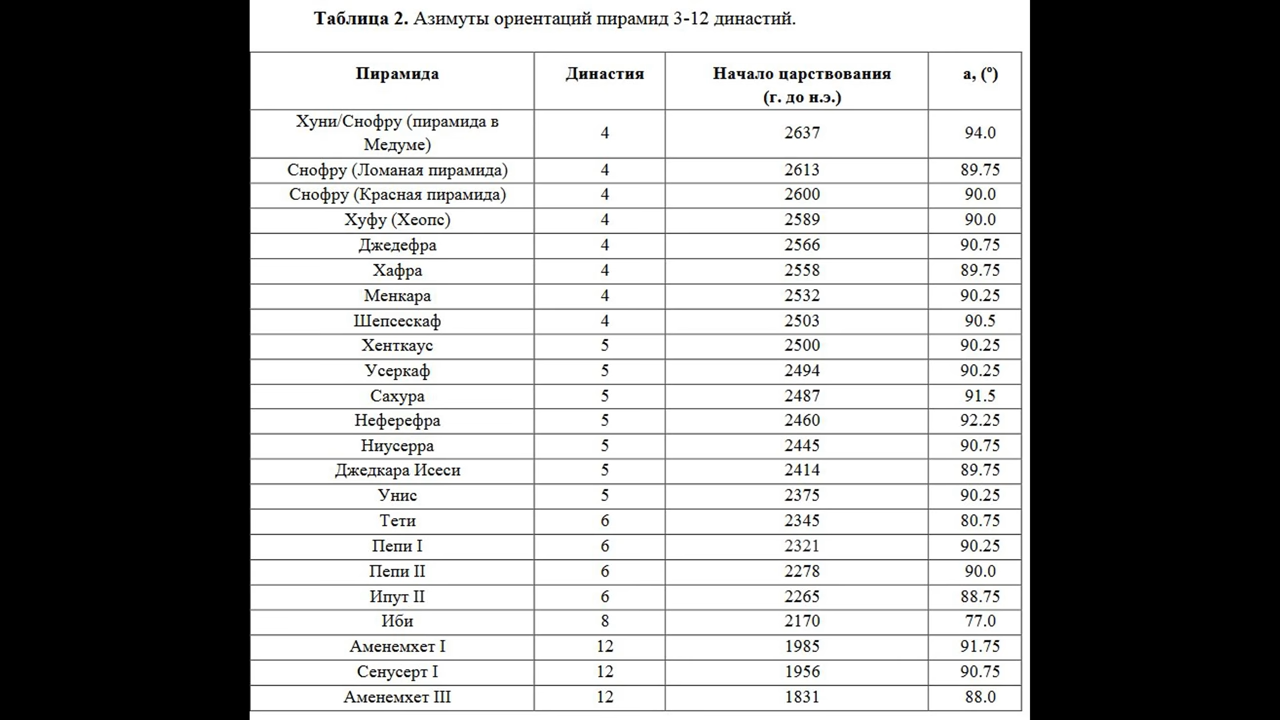 Таблица 2. Азимуты ориентаций пирамид 3-12 династий.
Пирамида Династия Начало царствования а, (º)
(г. до н.э.)
Хуни/Снофру (пирамида в
Медуме) 4 2637 94.0
Снофру (Ломаная пирамида) 4 2613 89.75
Снофру (Красная пирамида) 4 2600 90.0
Хуфу (Хеопс) 4 2589 90.0
Джедефра 4 2566 90.75
Хафра 4 2558 89.75
Менкара 4 2532 90.25
Шепсескаф 4 2503 90.5
Хенткаус 5 2500 90.25
Усеркаф 5 2494 90.25
Сахура 5 2487 91.5
Неферефра 5 2460 92.25
Ниусерра 5 2445 90.75
Джедкара Исеси 5 2414 89.75
Унис 5 2375 90.25
Тети 6 2345 80.75
Пепи I 6 2321 90.25
Пепи II 6 2278 90.0
Ипут II 6 2265 88.75
Иби 8 2170 77.0
Аменемхет I 12 1985 91.75
Сенусерт I 12 1956 90.75
Аменемхет III 12 1831 88.0